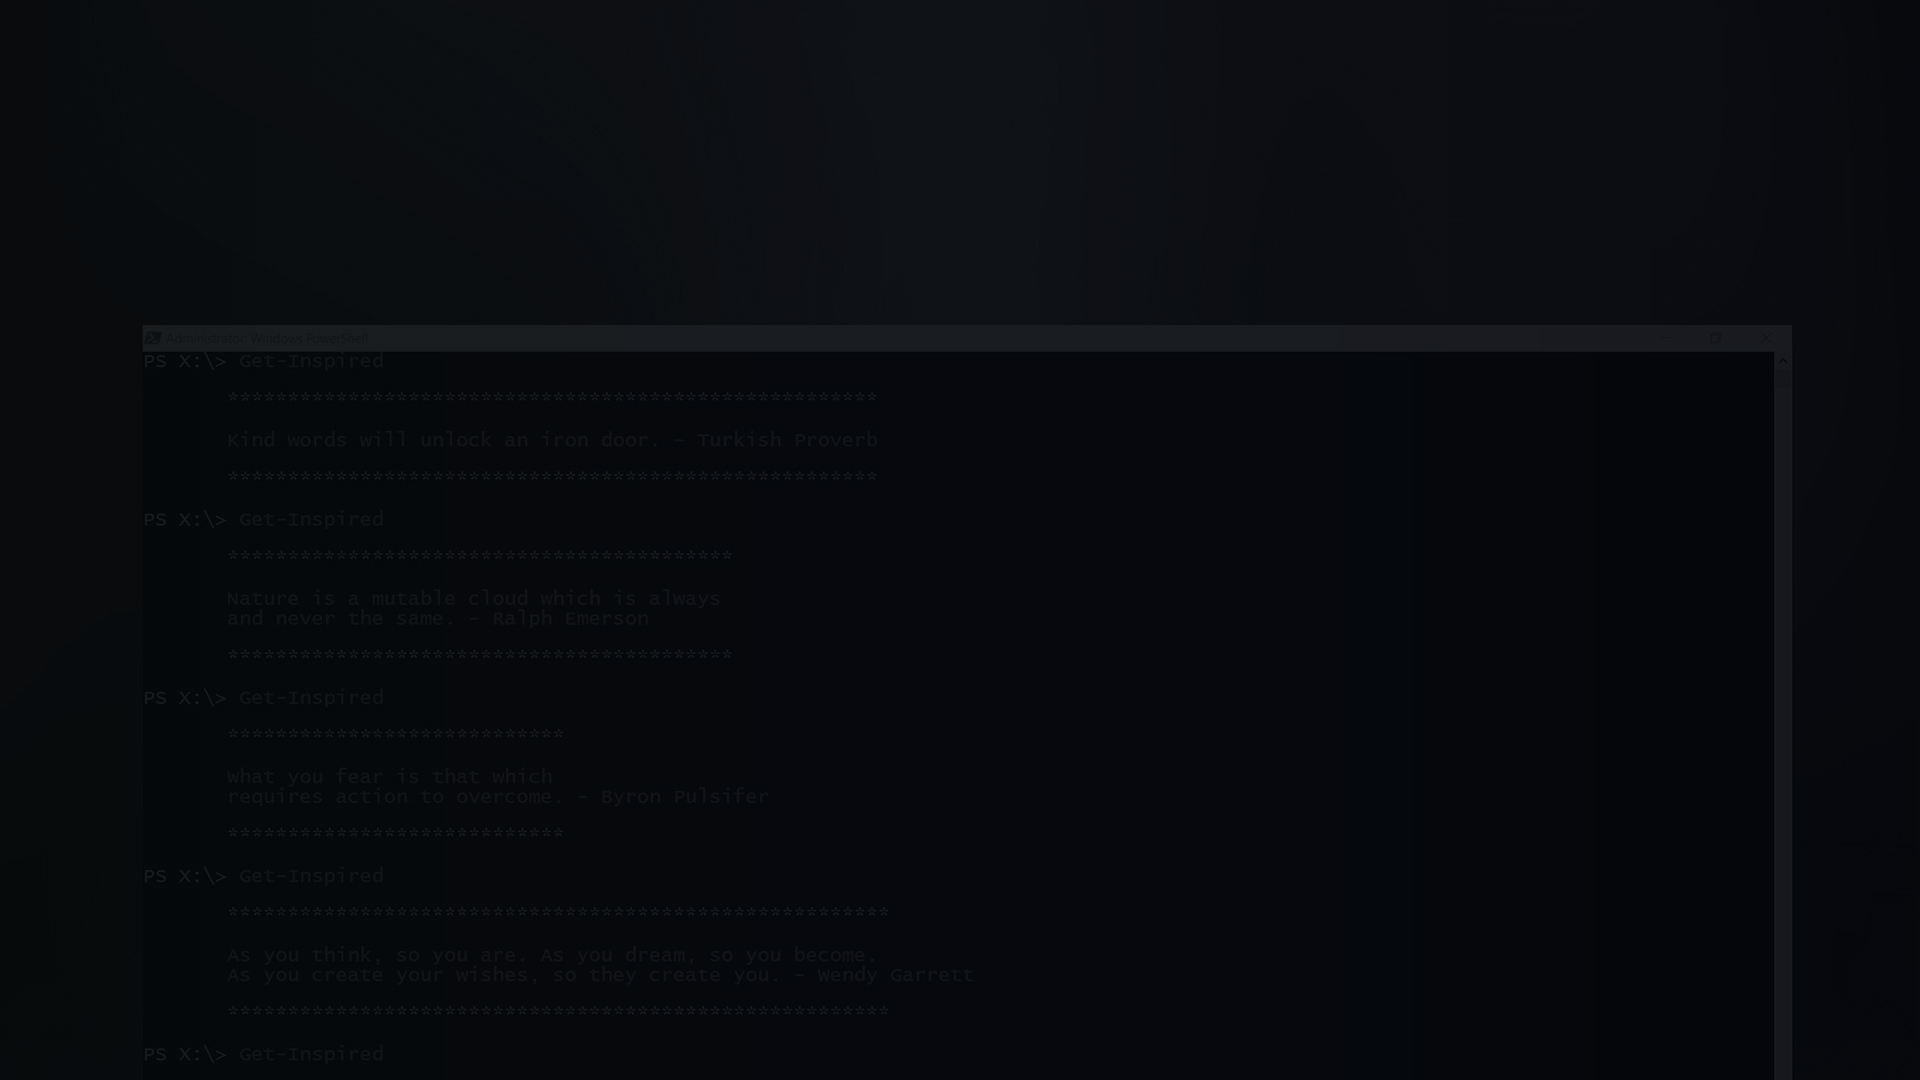 Administrator: Windows PowerShell
PS X:\> Get-Inspired
******************************************************
Kind words will unlock an iron door. - Turkish Proverb
******************************************************
PS X:\> Get-Inspired
******************************************
Nature is a mutable cloud which is always
and never the same. - Ralph Emerson
******************************************
PS X:\> Get-Inspired
****************************
What you fear is that which
requires action to overcome. - Byron Pulsifer
****************************
PS X:\> Get-Inspired
*******************************************************
As you think, so you are. As you dream, so you become.
As you create your wishes, so they create you. - Wendy Garrett
*******************************************************
PS X:\> Get-Inspired